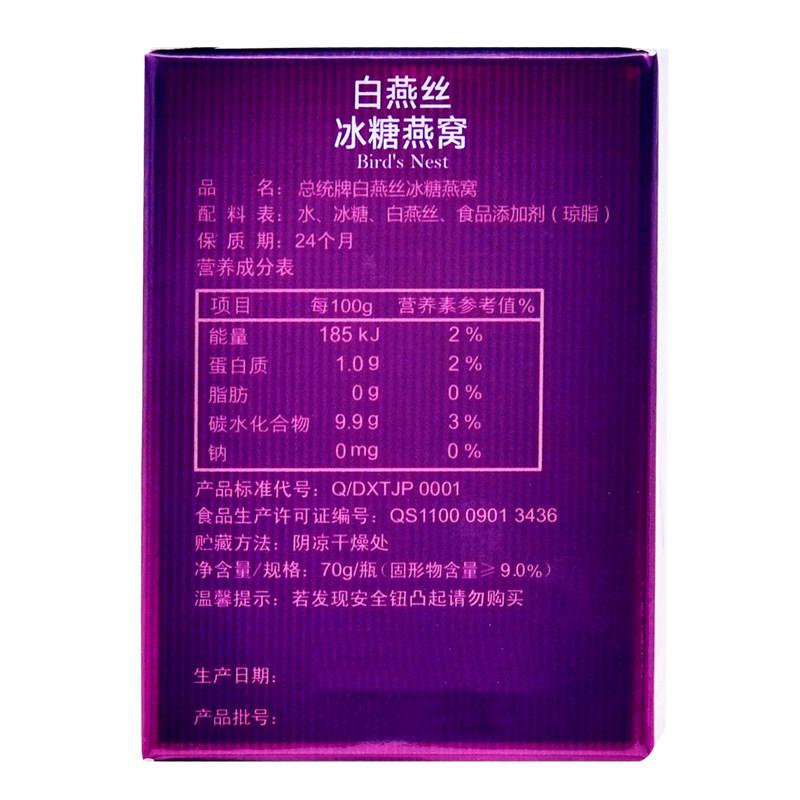 白燕丝
冰糖燕窝
Bird's Nest
品 名：总统牌白燕丝冰糖燕窝
配 料 表：水、冰糖、白燕丝、食品添加剂（琼脂）
保 质 期：24个月
营养成分表
项目 每100g 营养素参考值%
能量 185 kJ 2 %
蛋白质 1.0 g 2 %
脂肪 0 g 0 %
碳水化合物 9.9 g 3 %
钠 0 mg 0 %
产品标准代号：Q/DXTJP 0001
食品生产许可证编号：QS1100 0901 3436
贮藏方法：阴凉干燥处
净含量/规格：70g/瓶（固形物含量≥9.0%）
温馨提示：若发现安全钮凸起请勿购买
生产日期：
产品批号：